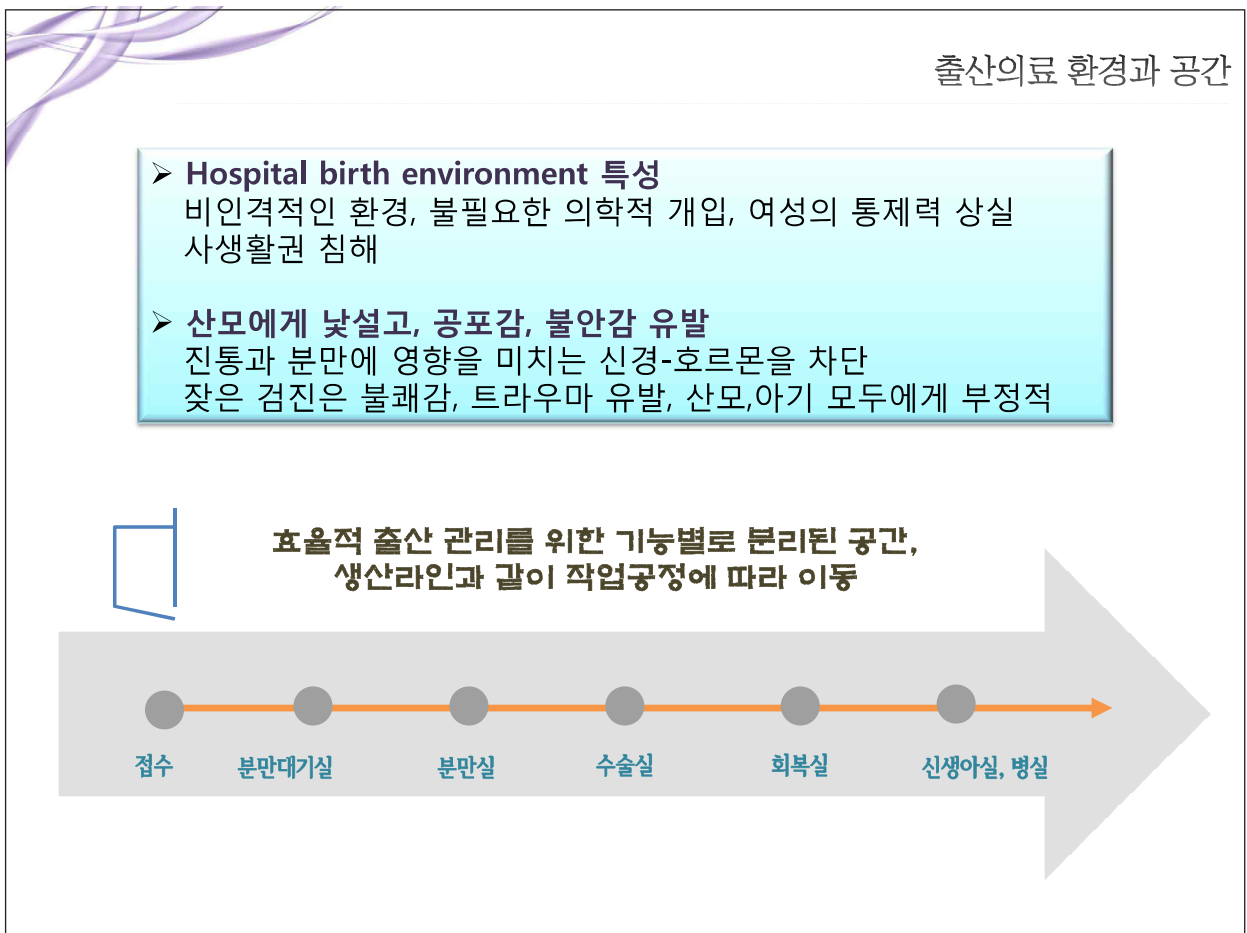 출산의료 환경과 공간
➢ Hospital birth environment 특성
비인격적인 환경, 불필요한 의학적 개입, 여성의 통제력 상실
사생활권 침해
➢ 산모에게 낯설고, 공포감, 불안감 유발
진통과 분만에 영향을 미치는 신경-호르몬을 차단
잦은 검진은 불쾌감, 트라우마 유발, 산모,아기 모두에게 부정적
효율적 출산 관리를 위한 기능별로 분리된 공간,
생산라인과 같이 작업공정에 따라 이동
접수 분만대기실 분만실 수술실 회복실 신생아실, 병실